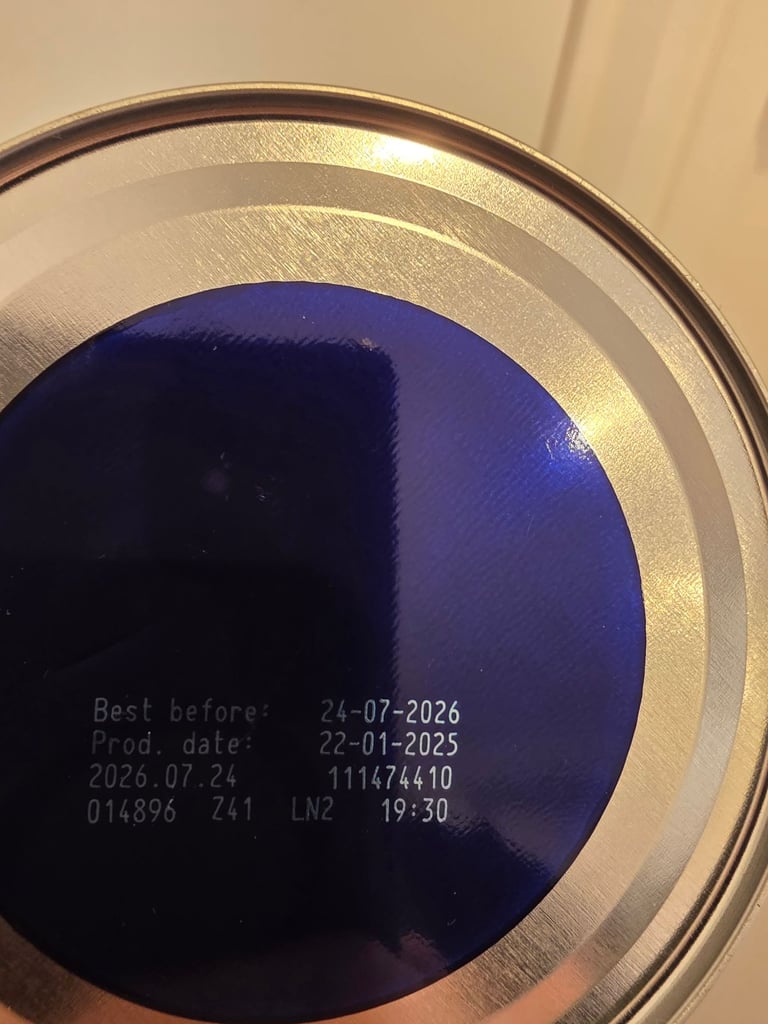 Best before: 24-07-2026
Prod. date: 22-01-2025
2026.07.24 111474410
014896 Z41 LN2 19:30